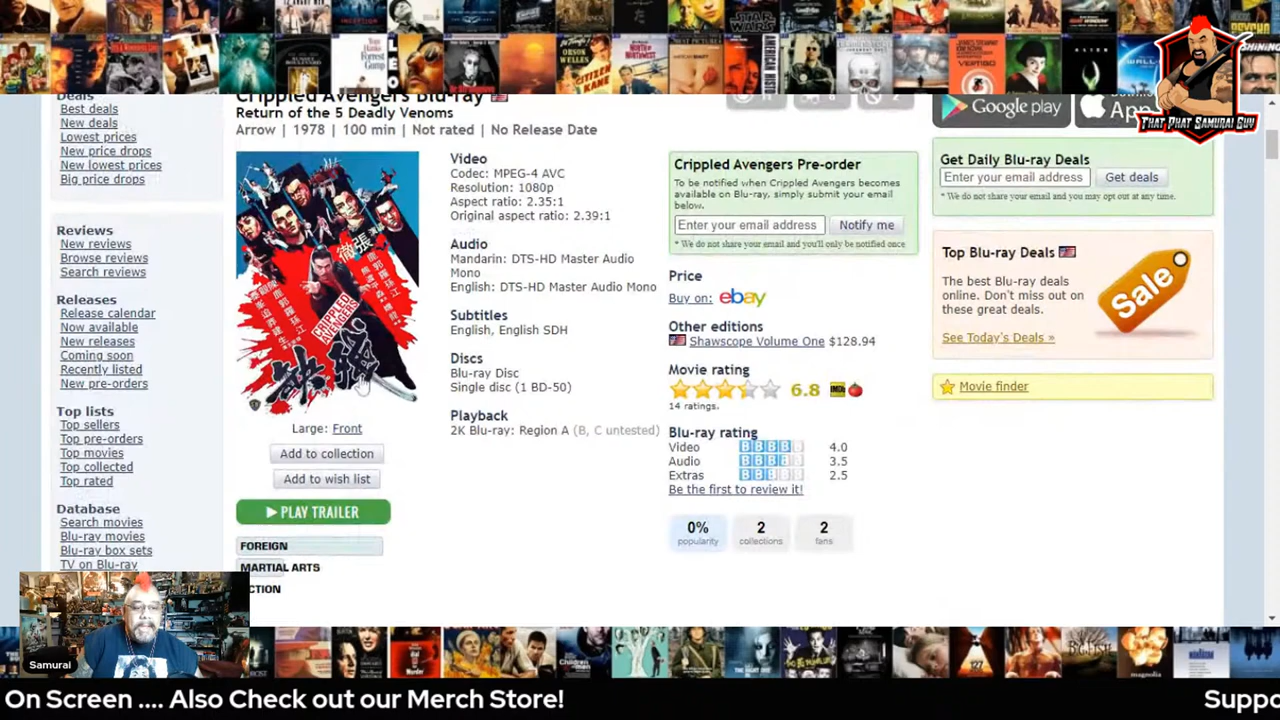 THAT PHAT SAMURAI GUY
Deals
Best deals
New deals
Lowest prices
New price drops
New lowest prices
Big price drops
Reviews
New reviews
Browse reviews
Search reviews
Releases
Release calendar
Now available
New releases
Coming soon
Recently listed
New pre-orders
Top lists
Top sellers
Top pre-orders
Top movies
Top collected
Top rated
Database
Search movies
Blu-ray movies
Blu-ray box sets
TV on Blu-ray
Crippled Avengers Blu-ray
Return of the 5 Deadly Venoms
Arrow | 1978 | 100 min | Not rated | No Release Date
CRIPPLED
AVENGERS
Large: Front
Add to collection
Add to wish list
PLAY TRAILER
FOREIGN
MARTIAL ARTS
CTION
Video
Codec: MPEG-4 AVC
Resolution: 1080p
Aspect ratio: 2.35:1
Original aspect ratio: 2.39:1
Audio
Mandarin: DTS-HD Master Audio
Mono
English: DTS-HD Master Audio Mono
Subtitles
English, English SDH
Discs
Blu-ray Disc
Single disc (1 BD-50)
Playback
2K Blu-ray: Region A (B, C untested)
Crippled Avengers Pre-order
To be notified when Crippled Avengers becomes
available on Blu-ray, simply submit your email
below.
Enter your email address
Notify me
* We do not share your email and you'll only be notified once
Price
Buy on: ebay
Other editions
Shawscope Volume One $128.94
Movie rating
6.8
14 ratings.
Blu-ray rating
Video 4.0
Audio 3.5
Extras 2.5
Be the first to review it!
0%
popularity
2
collections
2
fans
Google play
Get Daily Blu-ray Deals
Enter your email address
Get deals
* We do not share your email and you may opt out at any time.
Top Blu-ray Deals
The best Blu-ray deals
online. Don't miss out on
these great deals.
See Today's Deals »
Sale
Movie finder
Samurai
On Screen .... Also Check out our Merch Store!
Suppo